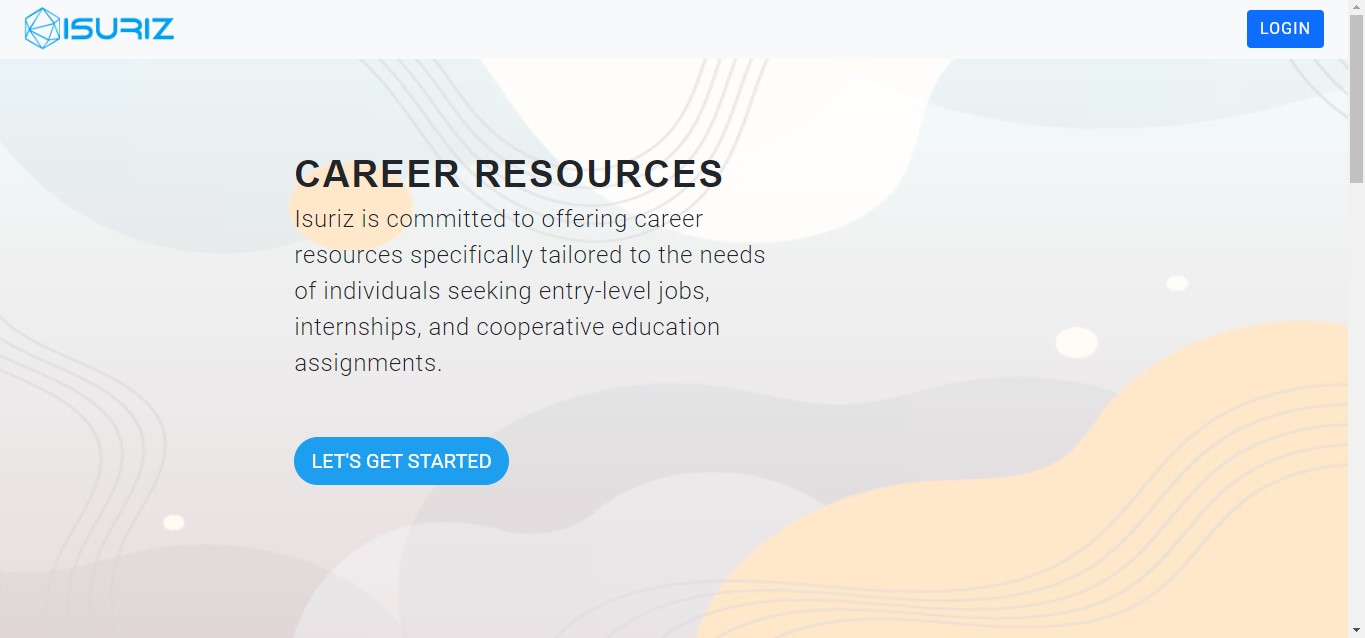 ISURIZ
LOGIN
CAREER RESOURCES
Isuriz is committed to offering career
resources specifically tailored to the needs
of individuals seeking entry-level jobs,
internships, and cooperative education
assignments.
LET'S GET STARTED